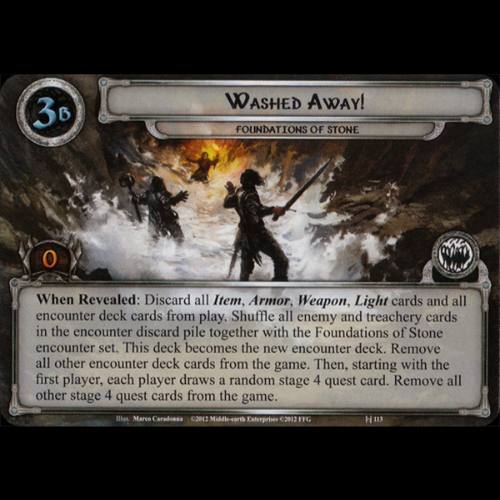 3B
WASHED AWAY!
FOUNDATIONS OF STONE
0
When Revealed: Discard all Item, Armor, Weapon, Light cards and all
encounter deck cards from play. Shuffle all enemy and treachery cards
in the encounter discard pile together with the Foundations of Stone
encounter set. This deck becomes the new encounter deck. Remove
all other encounter deck cards from the game. Then, starting with the
first player, each player draws a random stage 4 quest card. Remove all
other stage 4 quest cards from the game.
Illus. Marco Caradonna ©2012 Middle-earth Enterprises ©2012 FFG 113